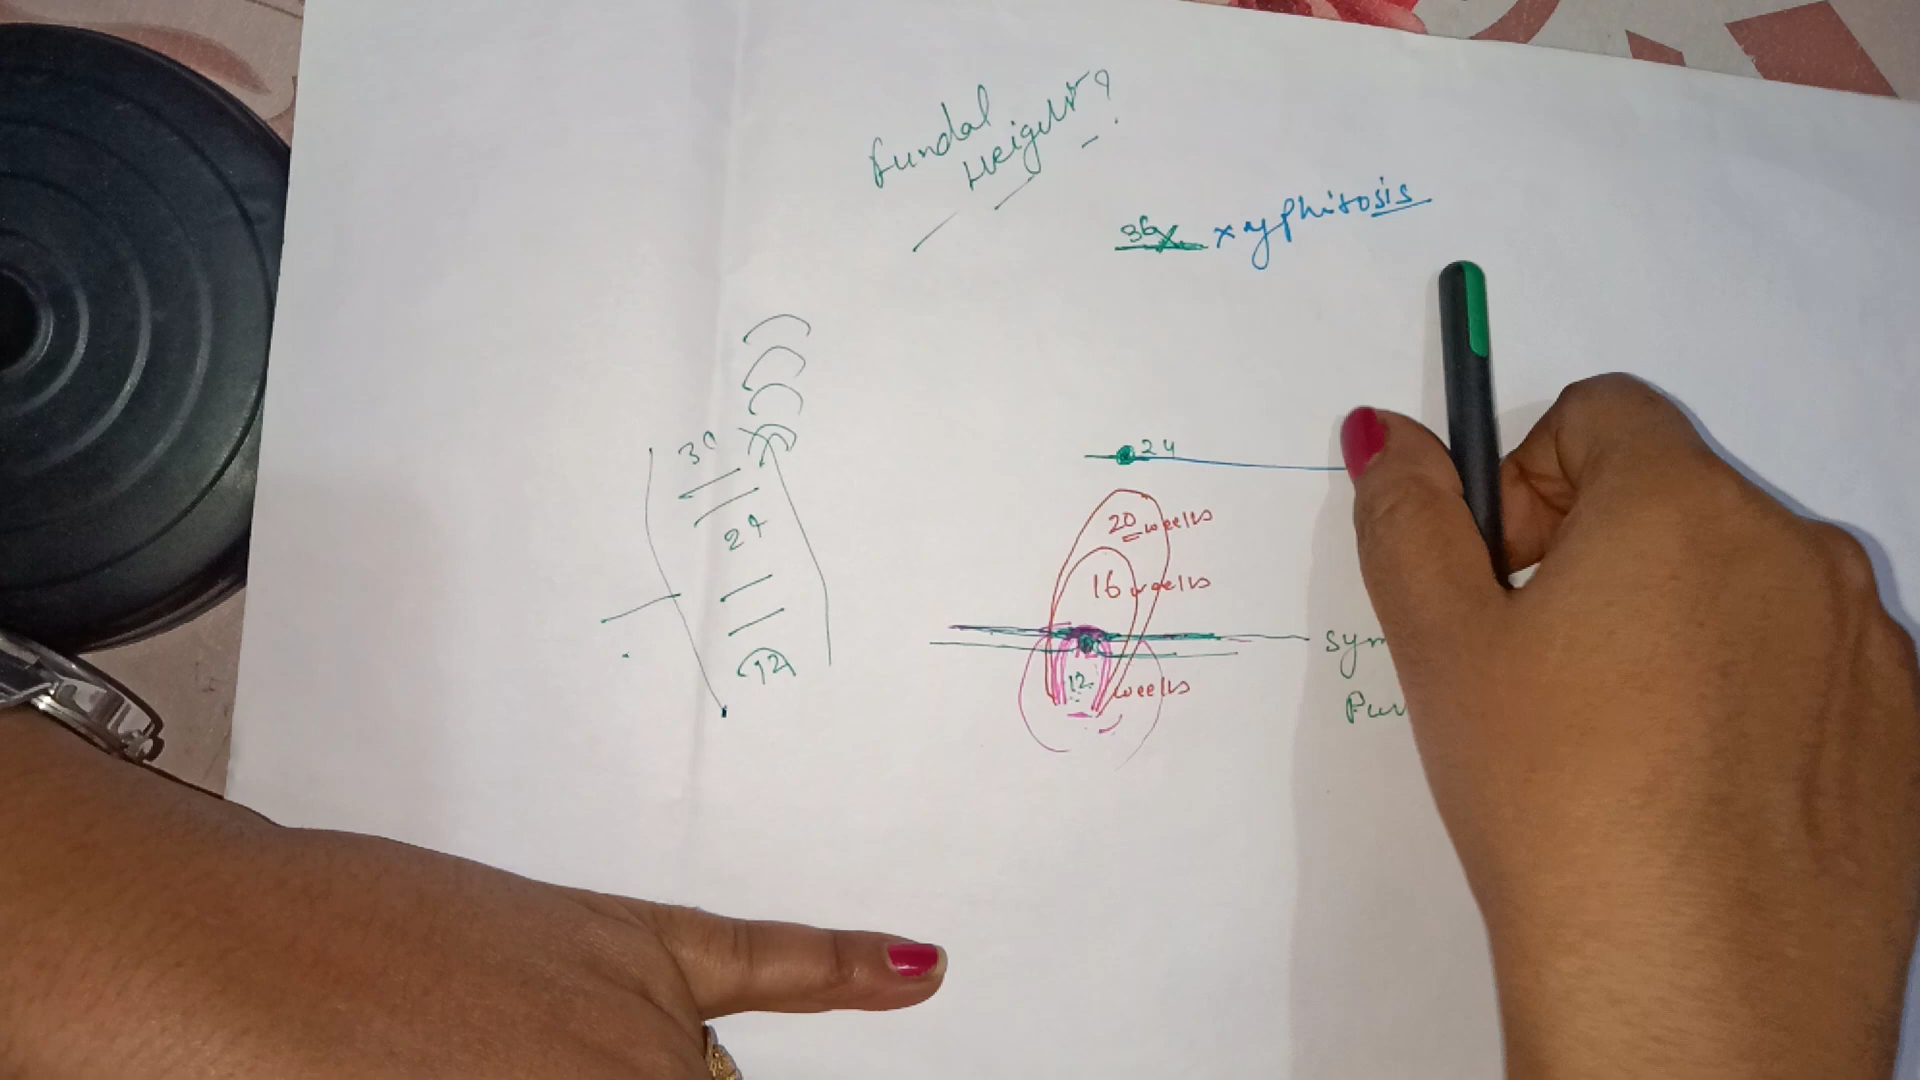 Fundal
Height?
36 xyphitosis
30
24
24
20 weeks
16 weeks
Sym
12 weeks
12
Pu